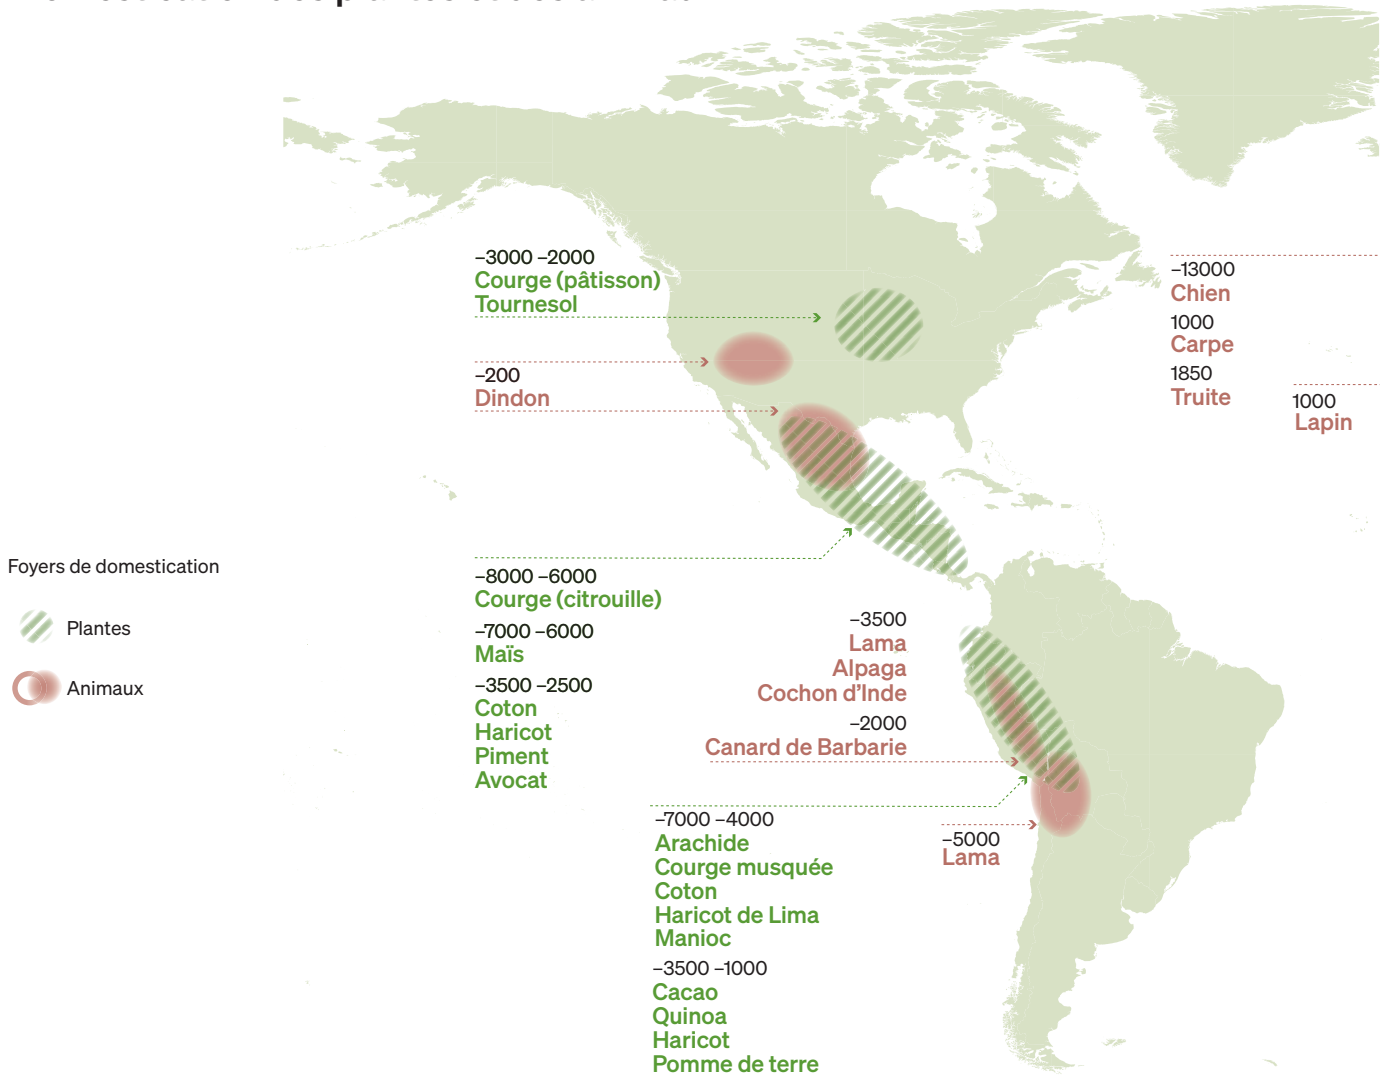 –3000 –2000
Courge (pâtisson)
Tournesol
–200
Dindon
–13000
Chien
1000
Carpe
1850
Truite
1000
Lapin
Foyers de domestication
Plantes
Animaux
–8000 –6000
Courge (citrouille)
–7000 –6000
Maïs
–3500 –2500
Coton
Haricot
Piment
Avocat
–3500
Lama
Alpaga
Cochon d’Inde
–2000
Canard de Barbarie
–7000 –4000
Arachide
Courge musquée
Coton
Haricot de Lima
Manioc
–3500 –1000
Cacao
Quinoa
Haricot
Pomme de terre
–5000
Lama